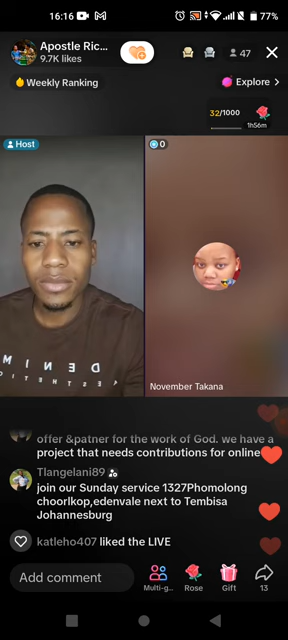 16:16
77%
Apostle Ric...
9.7K likes
47
Weekly Ranking
Explore >
32/1000
1h56m
Host
0
DENIM
AESTHETIC
November Takana
offer &patner for the work of God. we have a
project that needs contributions for online
Tlangelani89
join our Sunday service 1327Phomolong
choorlkop,edenvale next to Tembisa
Johannesburg
katleho407 liked the LIVE
Add comment
Multi-g...
Rose
Gift
13